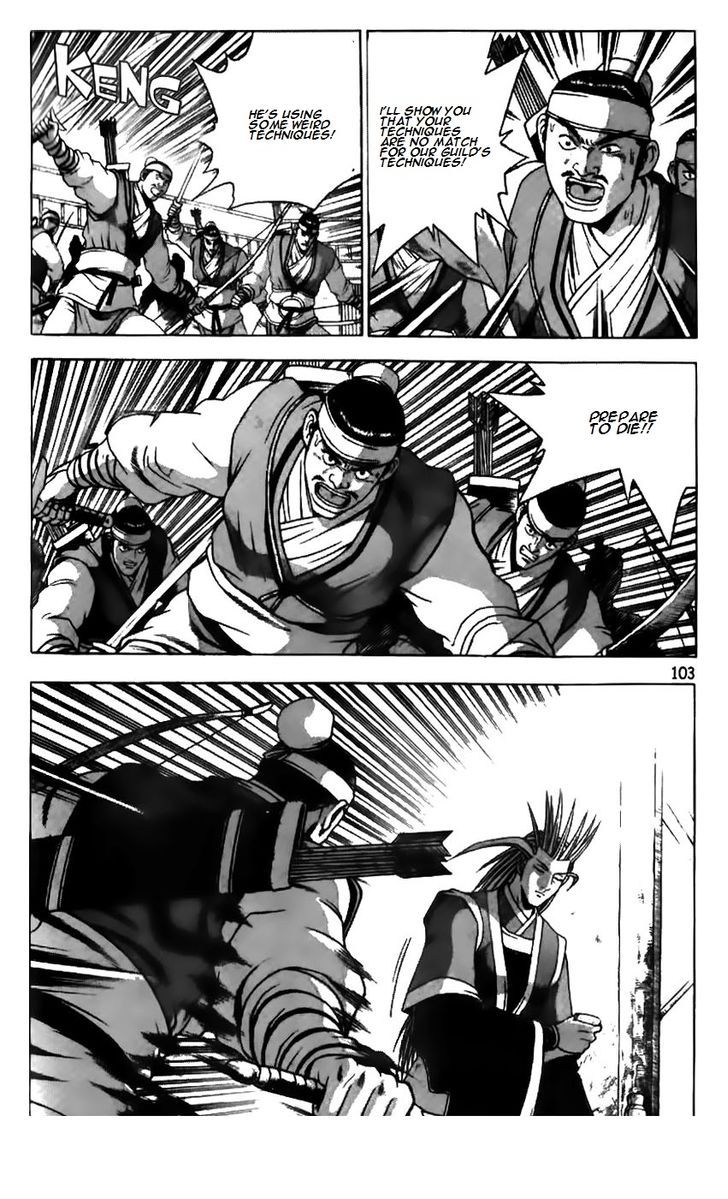 KENG
HE'S USING
SOME WEIRD
TECHNIQUES!
I'LL SHOW YOU
THAT YOUR
TECHNIQUES
ARE NO MATCH
FOR OUR GUILD'S
TECHNIQUES!
PREPARE
TO DIE!!
103